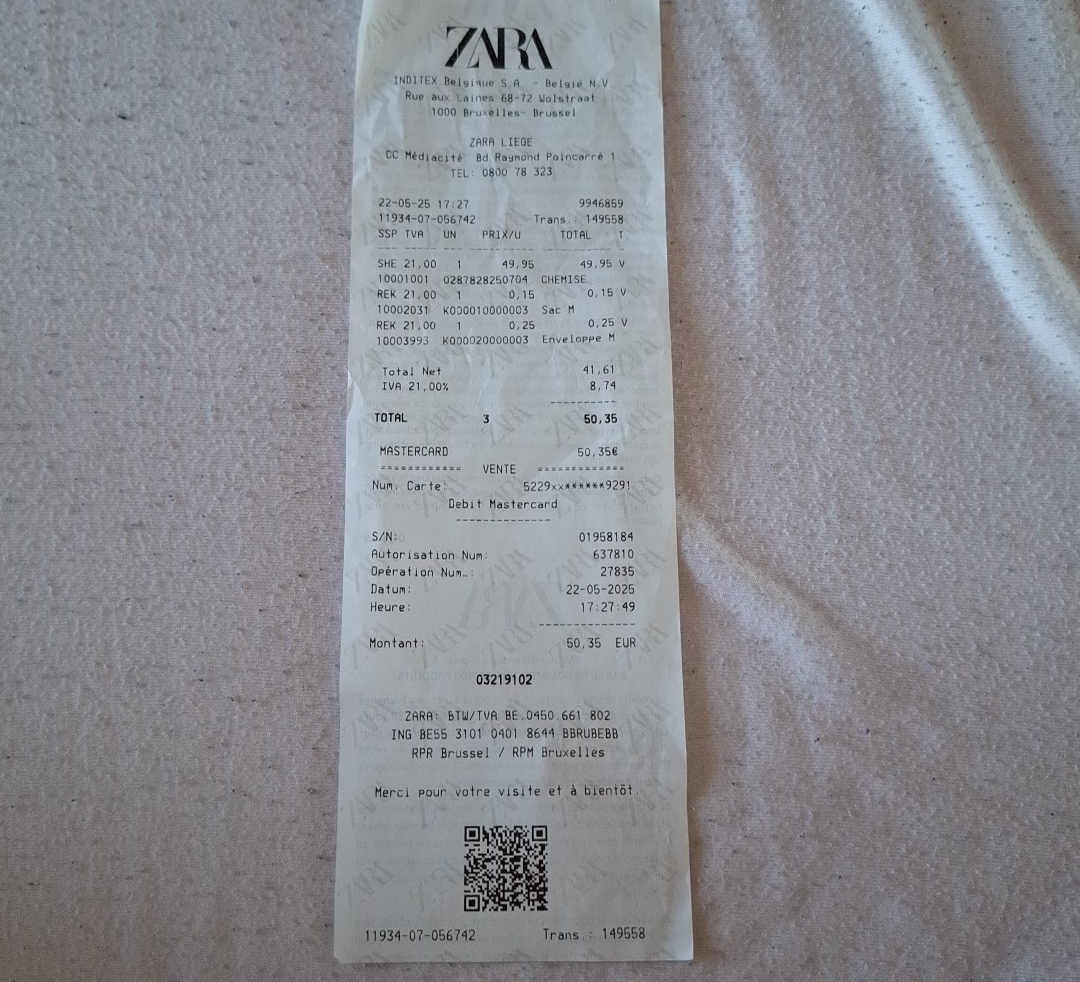 ZARA
INDITEX Belgique S.A. - België N.V
Rue aux Laines 68-72 Wolstraat
1000 Bruxelles- Brussel
ZARA LIEGE
CC Médiacité Bd Raymond Poincarré 1
TEL: 0800 78 323
22-05-25 17:27 9946859
11934-07-056742 Trans.: 149558
SSP TVA UN PRIX/U TOTAL T
SHE 21,00 1 49,95 49,95 V
10001001 0287828250704 CHEMISE
REK 21,00 1 0,15 0,15 V
10002031 K000010000003 Sac M
REK 21,00 1 0,25 0,25 V
10003993 K000020000003 Enveloppe M
Total Net 41,61
IVA 21,00% 8,74
----------
TOTAL 3 50,35
MASTERCARD 50,35€
============ VENTE ============
Num. Carte: 5229xx******9291
Debit Mastercard
-------------
S/N: 01958184
Autorisation Num: 637810
Opération Num.: 27835
Datum: 22-05-2025
Heure: 17:27:49
-------------
Montant: 50,35 EUR
03219102
ZARA: BTW/TVA BE.0450.661.802
ING BE55 3101 0401 8644 BBRUBEBB
RPR Brussel / RPM Bruxelles
Merci pour votre visite et à bientôt.
11934-07-056742 Trans.: 149558